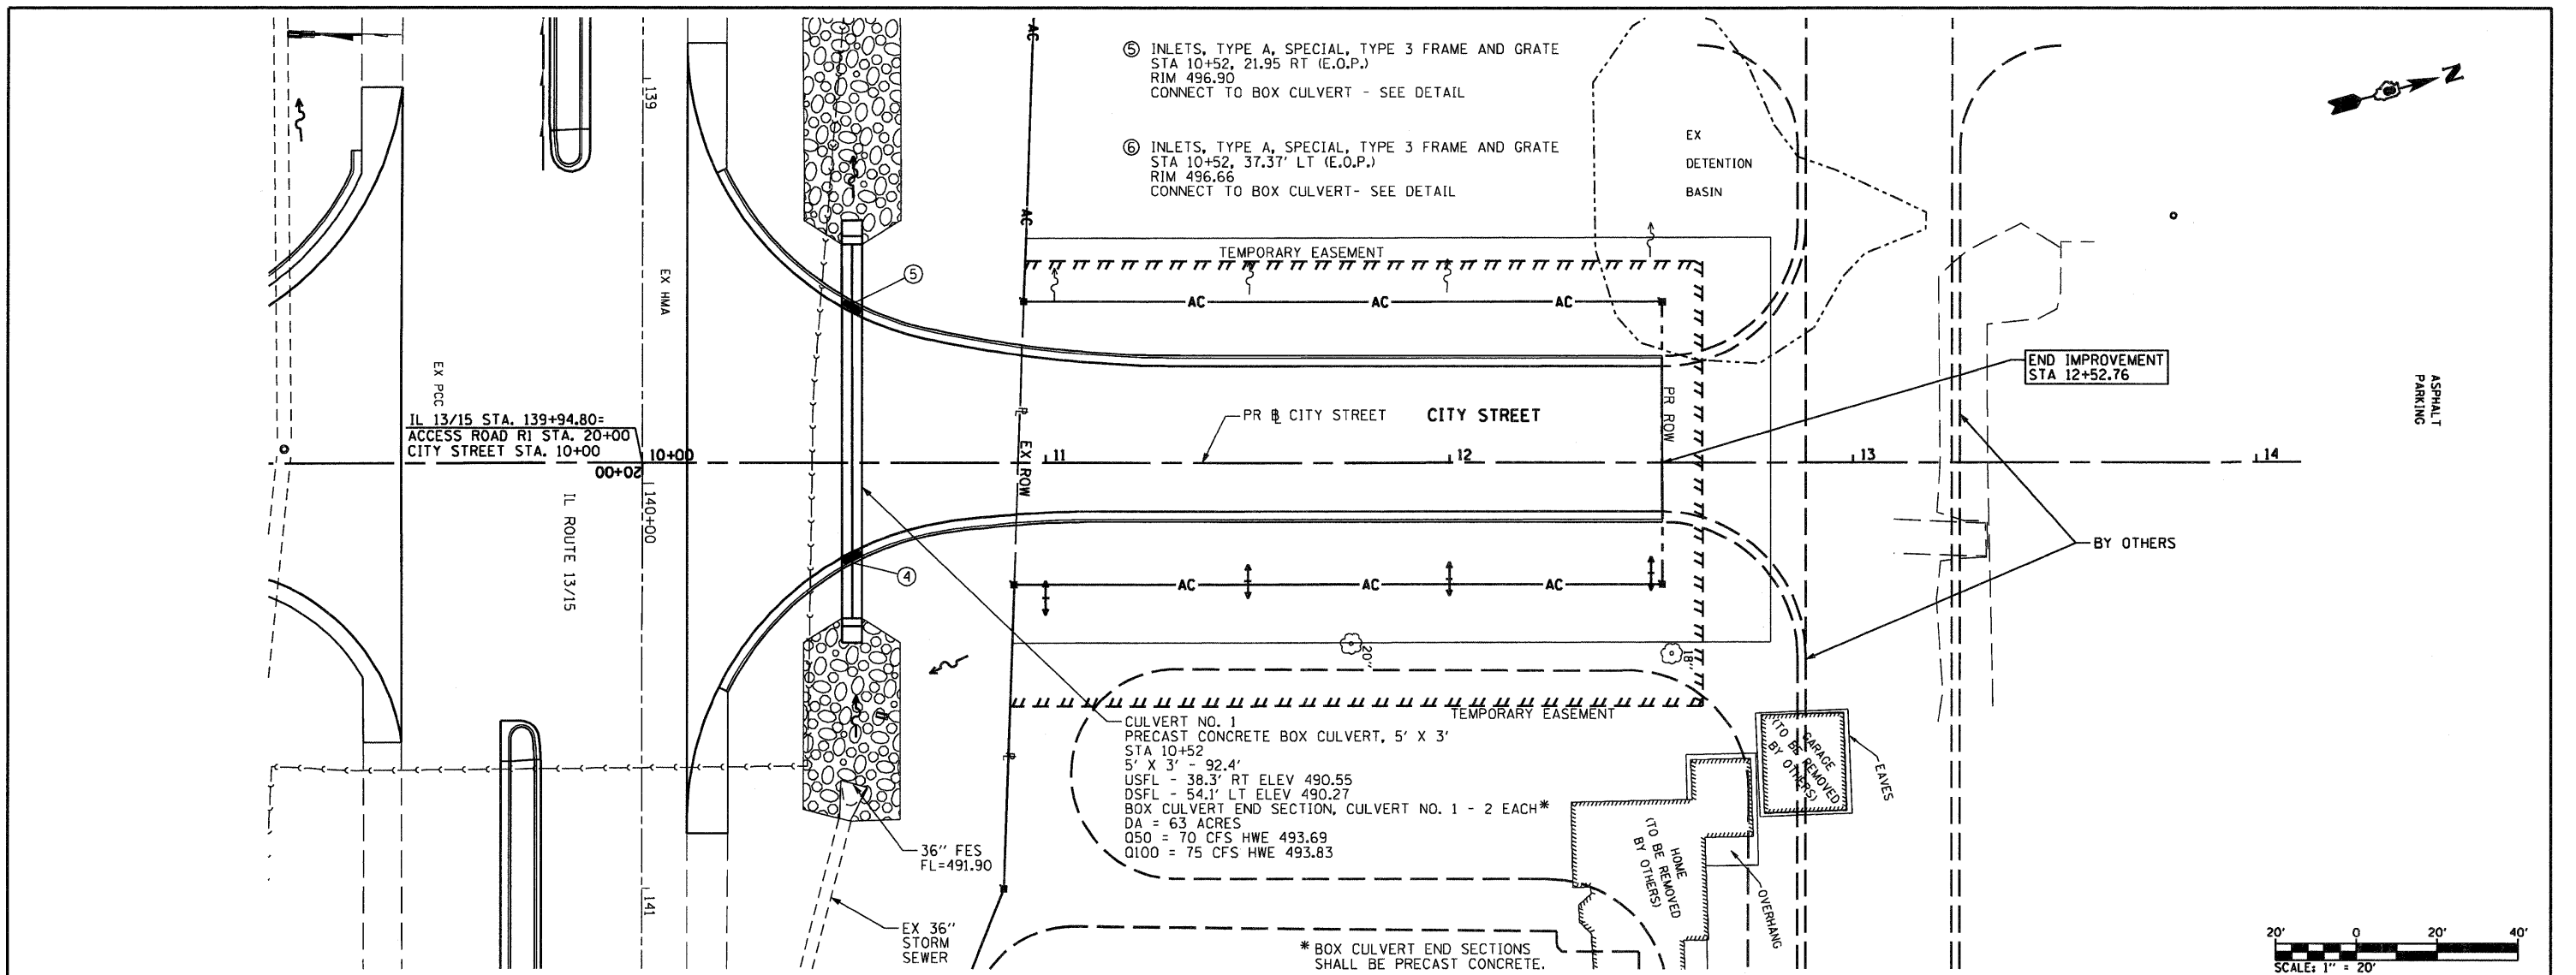 AC
⑤ INLETS, TYPE A, SPECIAL, TYPE 3 FRAME AND GRATE
STA 10+52, 21.95 RT (E.O.P.)
RIM 496.90
CONNECT TO BOX CULVERT - SEE DETAIL
⑥ INLETS, TYPE A, SPECIAL, TYPE 3 FRAME AND GRATE
STA 10+52, 37.37' LT (E.O.P.)
RIM 496.66
CONNECT TO BOX CULVERT- SEE DETAIL
AC
EX
DETENTION
BASIN
N
139
EX HMA
EX PCC
⑤
TEMPORARY EASEMENT
AC AC AC
END IMPROVEMENT
STA 12+52.76
ASPHALT
PARKING
PR ROW
IL 13/15 STA. 139+94.80=
ACCESS ROAD R1 STA. 20+00
CITY STREET STA. 10+00
10+00
20+00
140+00
IL ROUTE 13/15
PL
EX ROW
PR BL CITY STREET
CITY STREET
11
12
13
14
BY OTHERS
④
AC AC AC
20"
18"
TEMPORARY EASEMENT
PL
CULVERT NO. 1
PRECAST CONCRETE BOX CULVERT, 5' X 3'
STA 10+52
5' X 3' - 92.4'
USFL - 38.3' RT ELEV 490.55
DSFL - 54.1' LT ELEV 490.27
BOX CULVERT END SECTION, CULVERT NO. 1 - 2 EACH*
DA = 63 ACRES
Q50 = 70 CFS HWE 493.69
Q100 = 75 CFS HWE 493.83
GARAGE
(TO BE REMOVED
BY OTHERS)
EAVES
HOME
(TO BE REMOVED
BY OTHERS)
OVERHANG
36" FES
FL=491.90
141
EX 36"
STORM
SEWER
* BOX CULVERT END SECTIONS
SHALL BE PRECAST CONCRETE.
20' 0 20' 40'
SCALE: 1" = 20'